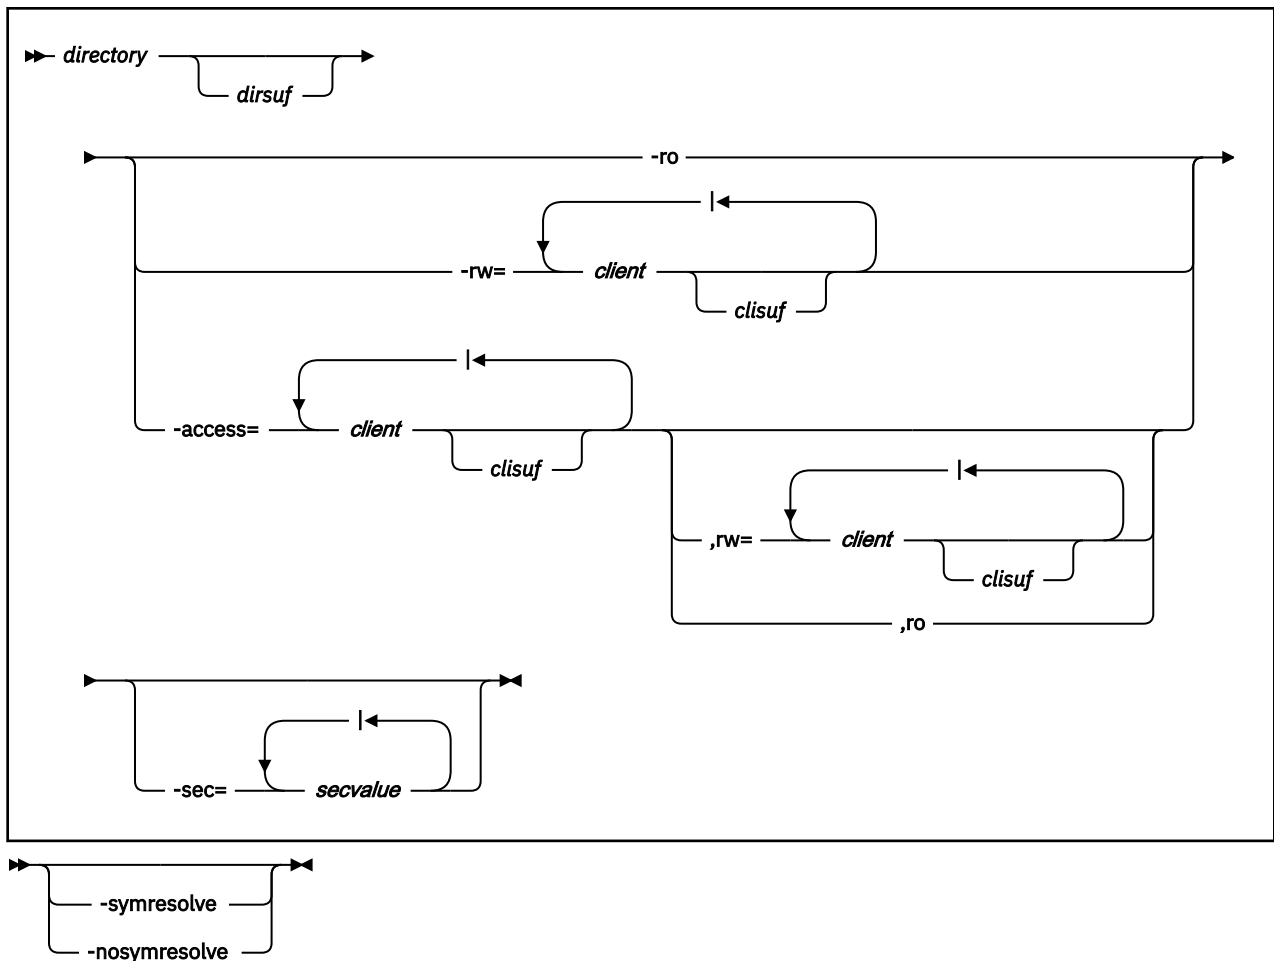 directory
dirsuf
-ro
|
-rw= client
clisuf
|
-access= client
clisuf
|
,rw= client
clisuf
,ro
|
-sec= secvalue
-symresolve
-nosymresolve